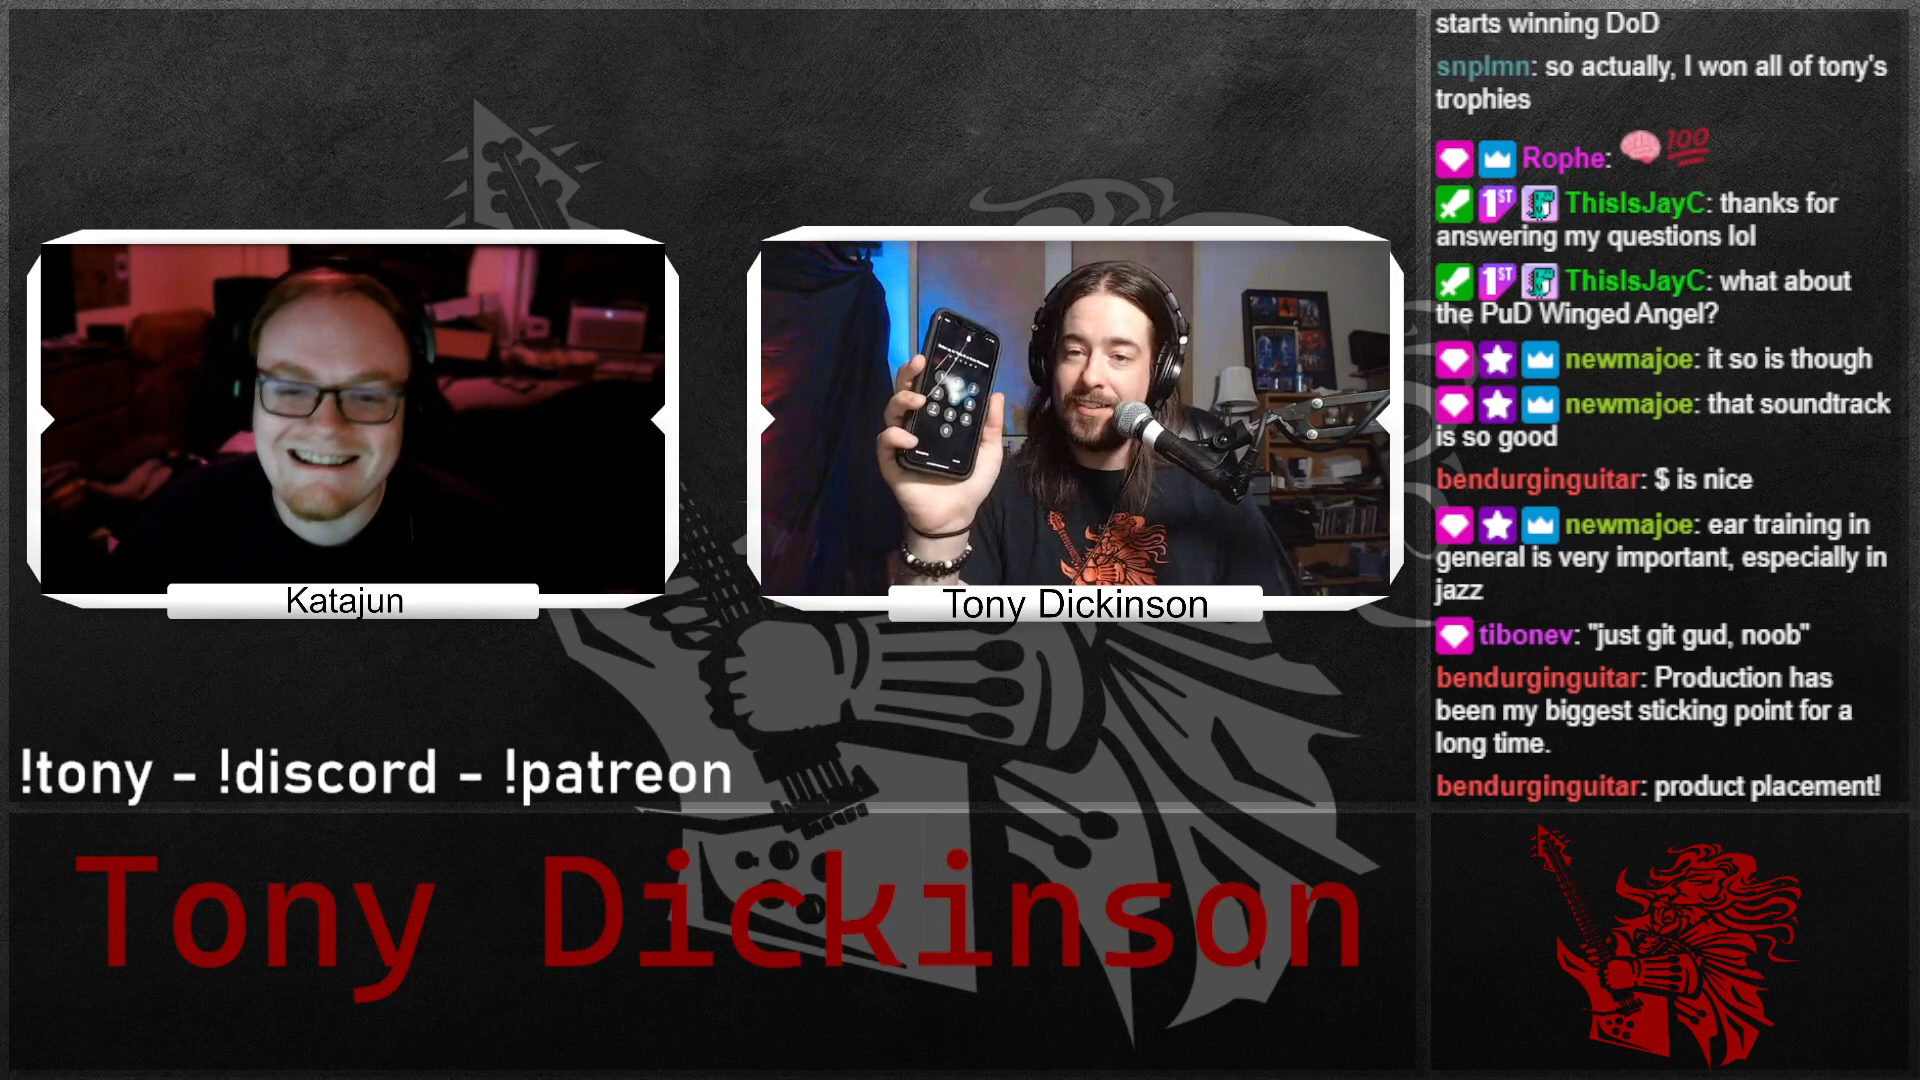 starts winning DoD
snplmn: so actually, I won all of tony's
trophies
Rophe: 100
1ST ThisIsJayC: thanks for
answering my questions lol
1ST ThisIsJayC: what about
the PuD Winged Angel?
newmajoe: it so is though
newmajoe: that soundtrack
is so good
bendurginguitar: $ is nice
newmajoe: ear training in
general is very important, especially in
jazz
tibonev: "just git gud, noob"
bendurginguitar: Production has
been my biggest sticking point for a
long time.
bendurginguitar: product placement!
Katajun
Tony Dickinson
!tony - !discord - !patreon
Tony Dickinson